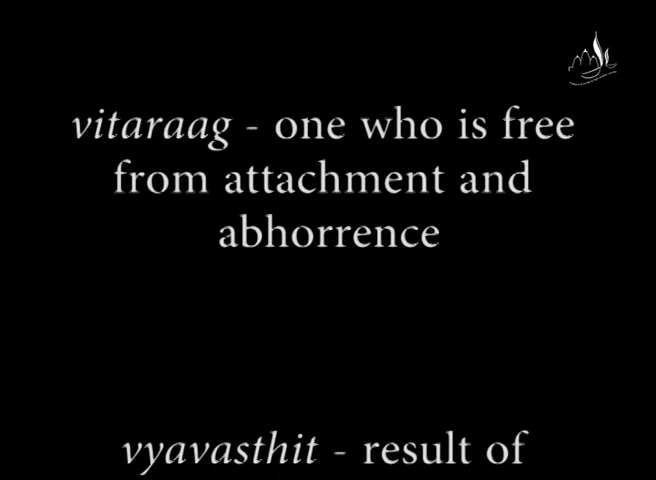 vitaraag - one who is free
from attachment and
abhorrence
vyavasthit - result of